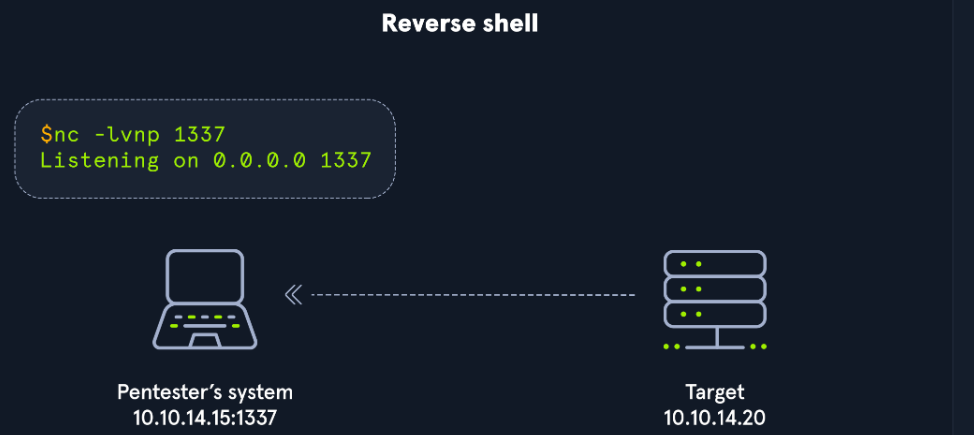 Reverse shell
$nc -lvnp 1337
Listening on 0.0.0.0 1337
Pentester's system
10.10.14.15:1337
Target
10.10.14.20